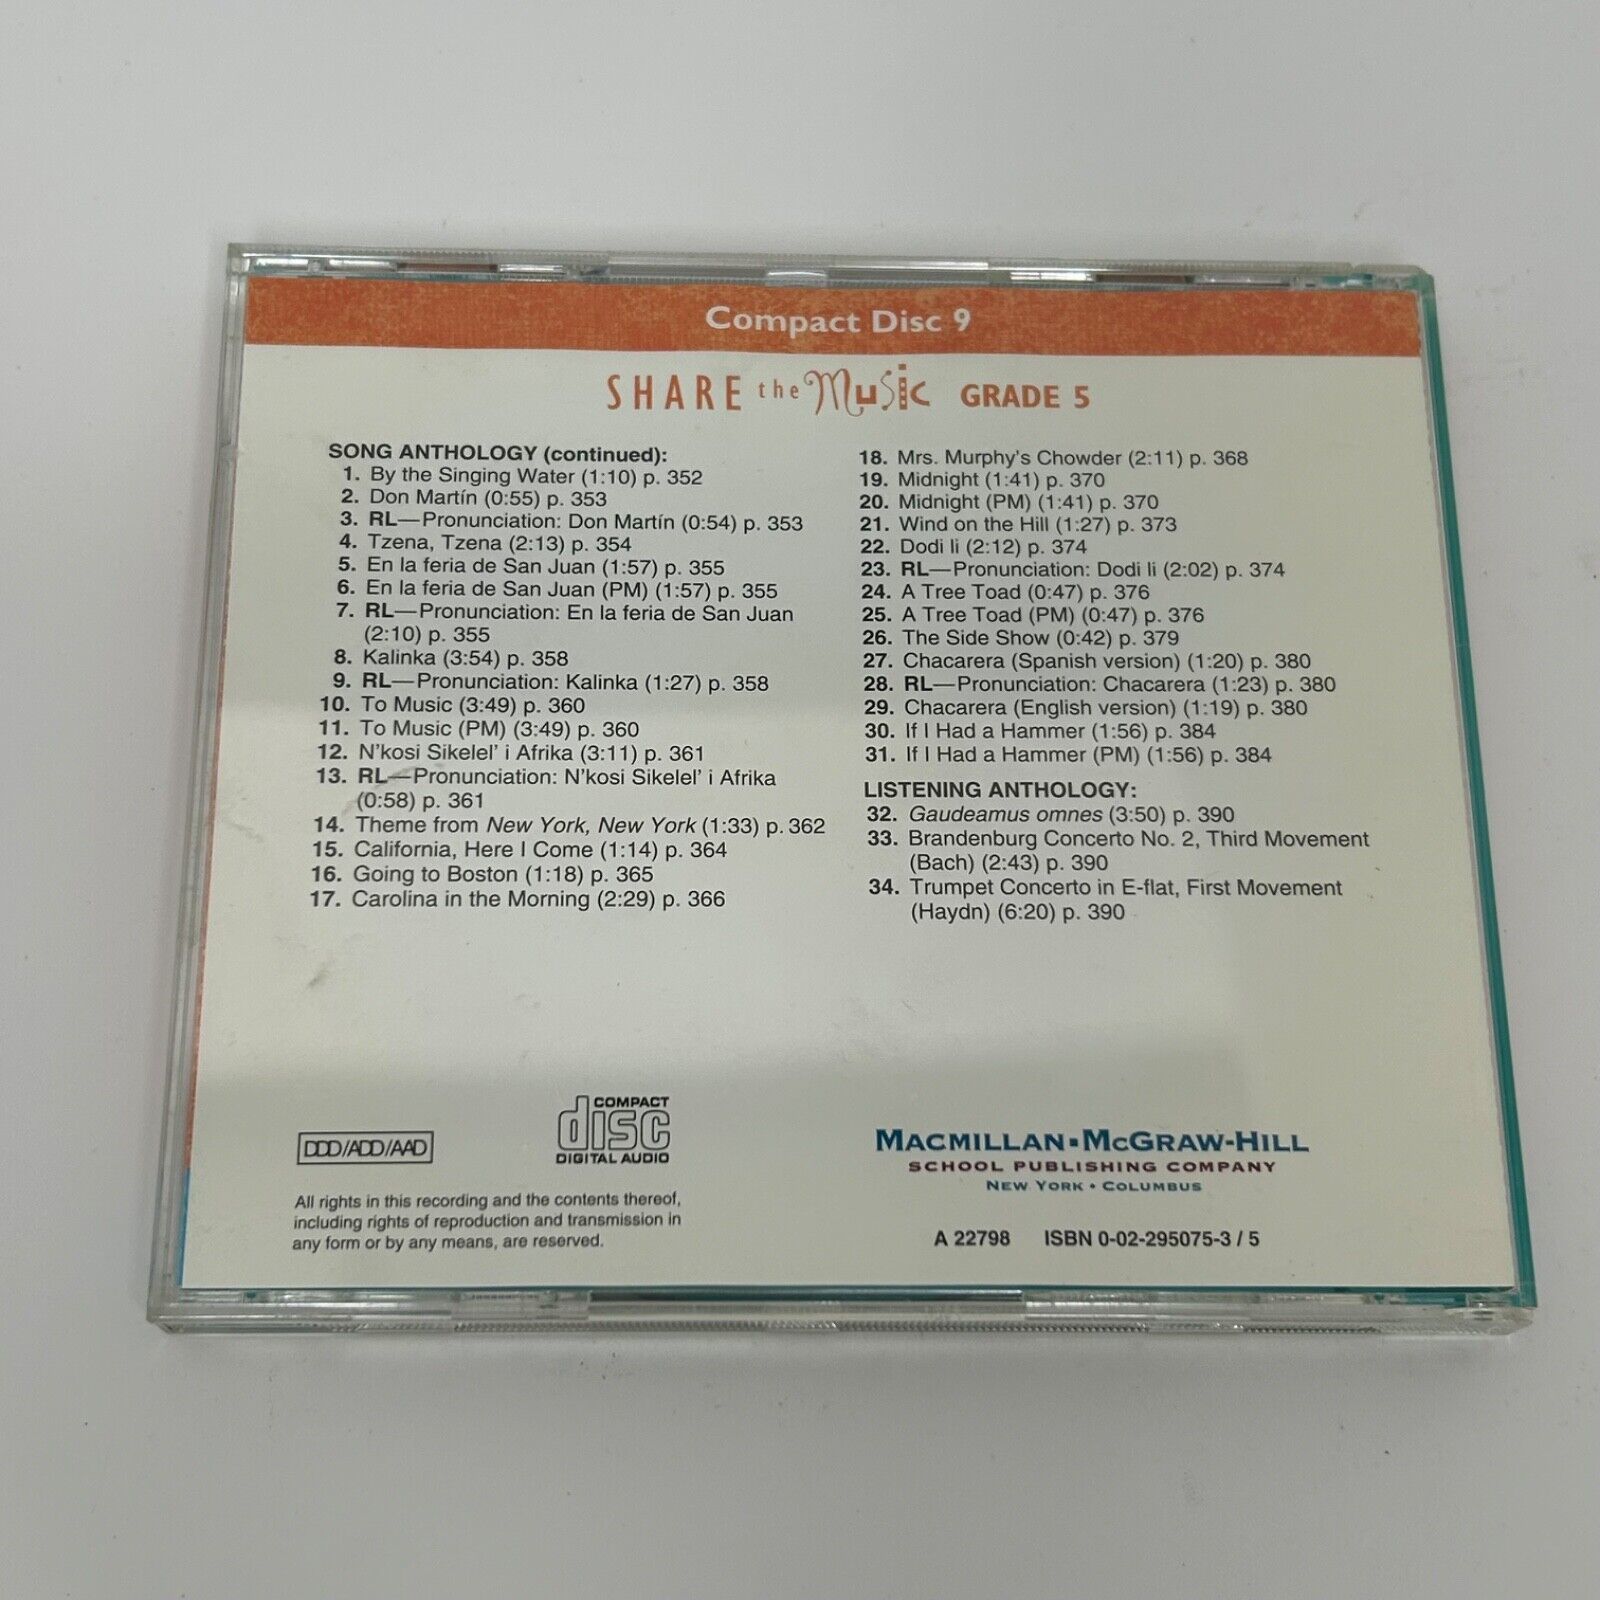 Compact Disc 9
SHARE the MUSIC GRADE 5
SONG ANTHOLOGY (continued):
1. By the Singing Water (1:10) p. 352
2. Don Martín (0:55) p. 353
3. RL—Pronunciation: Don Martín (0:54) p. 353
4. Tzena, Tzena (2:13) p. 354
5. En la feria de San Juan (1:57) p. 355
6. En la feria de San Juan (PM) (1:57) p. 355
7. RL—Pronunciation: En la feria de San Juan
(2:10) p. 355
8. Kalinka (3:54) p. 358
9. RL—Pronunciation: Kalinka (1:27) p. 358
10. To Music (3:49) p. 360
11. To Music (PM) (3:49) p. 360
12. N'kosi Sikelel' i Afrika (3:11) p. 361
13. RL—Pronunciation: N'kosi Sikelel' i Afrika
(0:58) p. 361
14. Theme from New York, New York (1:33) p. 362
15. California, Here I Come (1:14) p. 364
16. Going to Boston (1:18) p. 365
17. Carolina in the Morning (2:29) p. 366
18. Mrs. Murphy's Chowder (2:11) p. 368
19. Midnight (1:41) p. 370
20. Midnight (PM) (1:41) p. 370
21. Wind on the Hill (1:27) p. 373
22. Dodi li (2:12) p. 374
23. RL—Pronunciation: Dodi li (2:02) p. 374
24. A Tree Toad (0:47) p. 376
25. A Tree Toad (PM) (0:47) p. 376
26. The Side Show (0:42) p. 379
27. Chacarera (Spanish version) (1:20) p. 380
28. RL—Pronunciation: Chacarera (1:23) p. 380
29. Chacarera (English version) (1:19) p. 380
30. If I Had a Hammer (1:56) p. 384
31. If I Had a Hammer (PM) (1:56) p. 384
LISTENING ANTHOLOGY:
32. Gaudeamus omnes (3:50) p. 390
33. Brandenburg Concerto No. 2, Third Movement
(Bach) (2:43) p. 390
34. Trumpet Concerto in E-flat, First Movement
(Haydn) (6:20) p. 390
DDD/ADD/AAD
COMPACT
disc
DIGITAL AUDIO
All rights in this recording and the contents thereof,
including rights of reproduction and transmission in
any form or by any means, are reserved.
MACMILLAN▪MCGRAW-HILL
SCHOOL PUBLISHING COMPANY
NEW YORK • COLUMBUS
A 22798 ISBN 0-02-295075-3 / 5